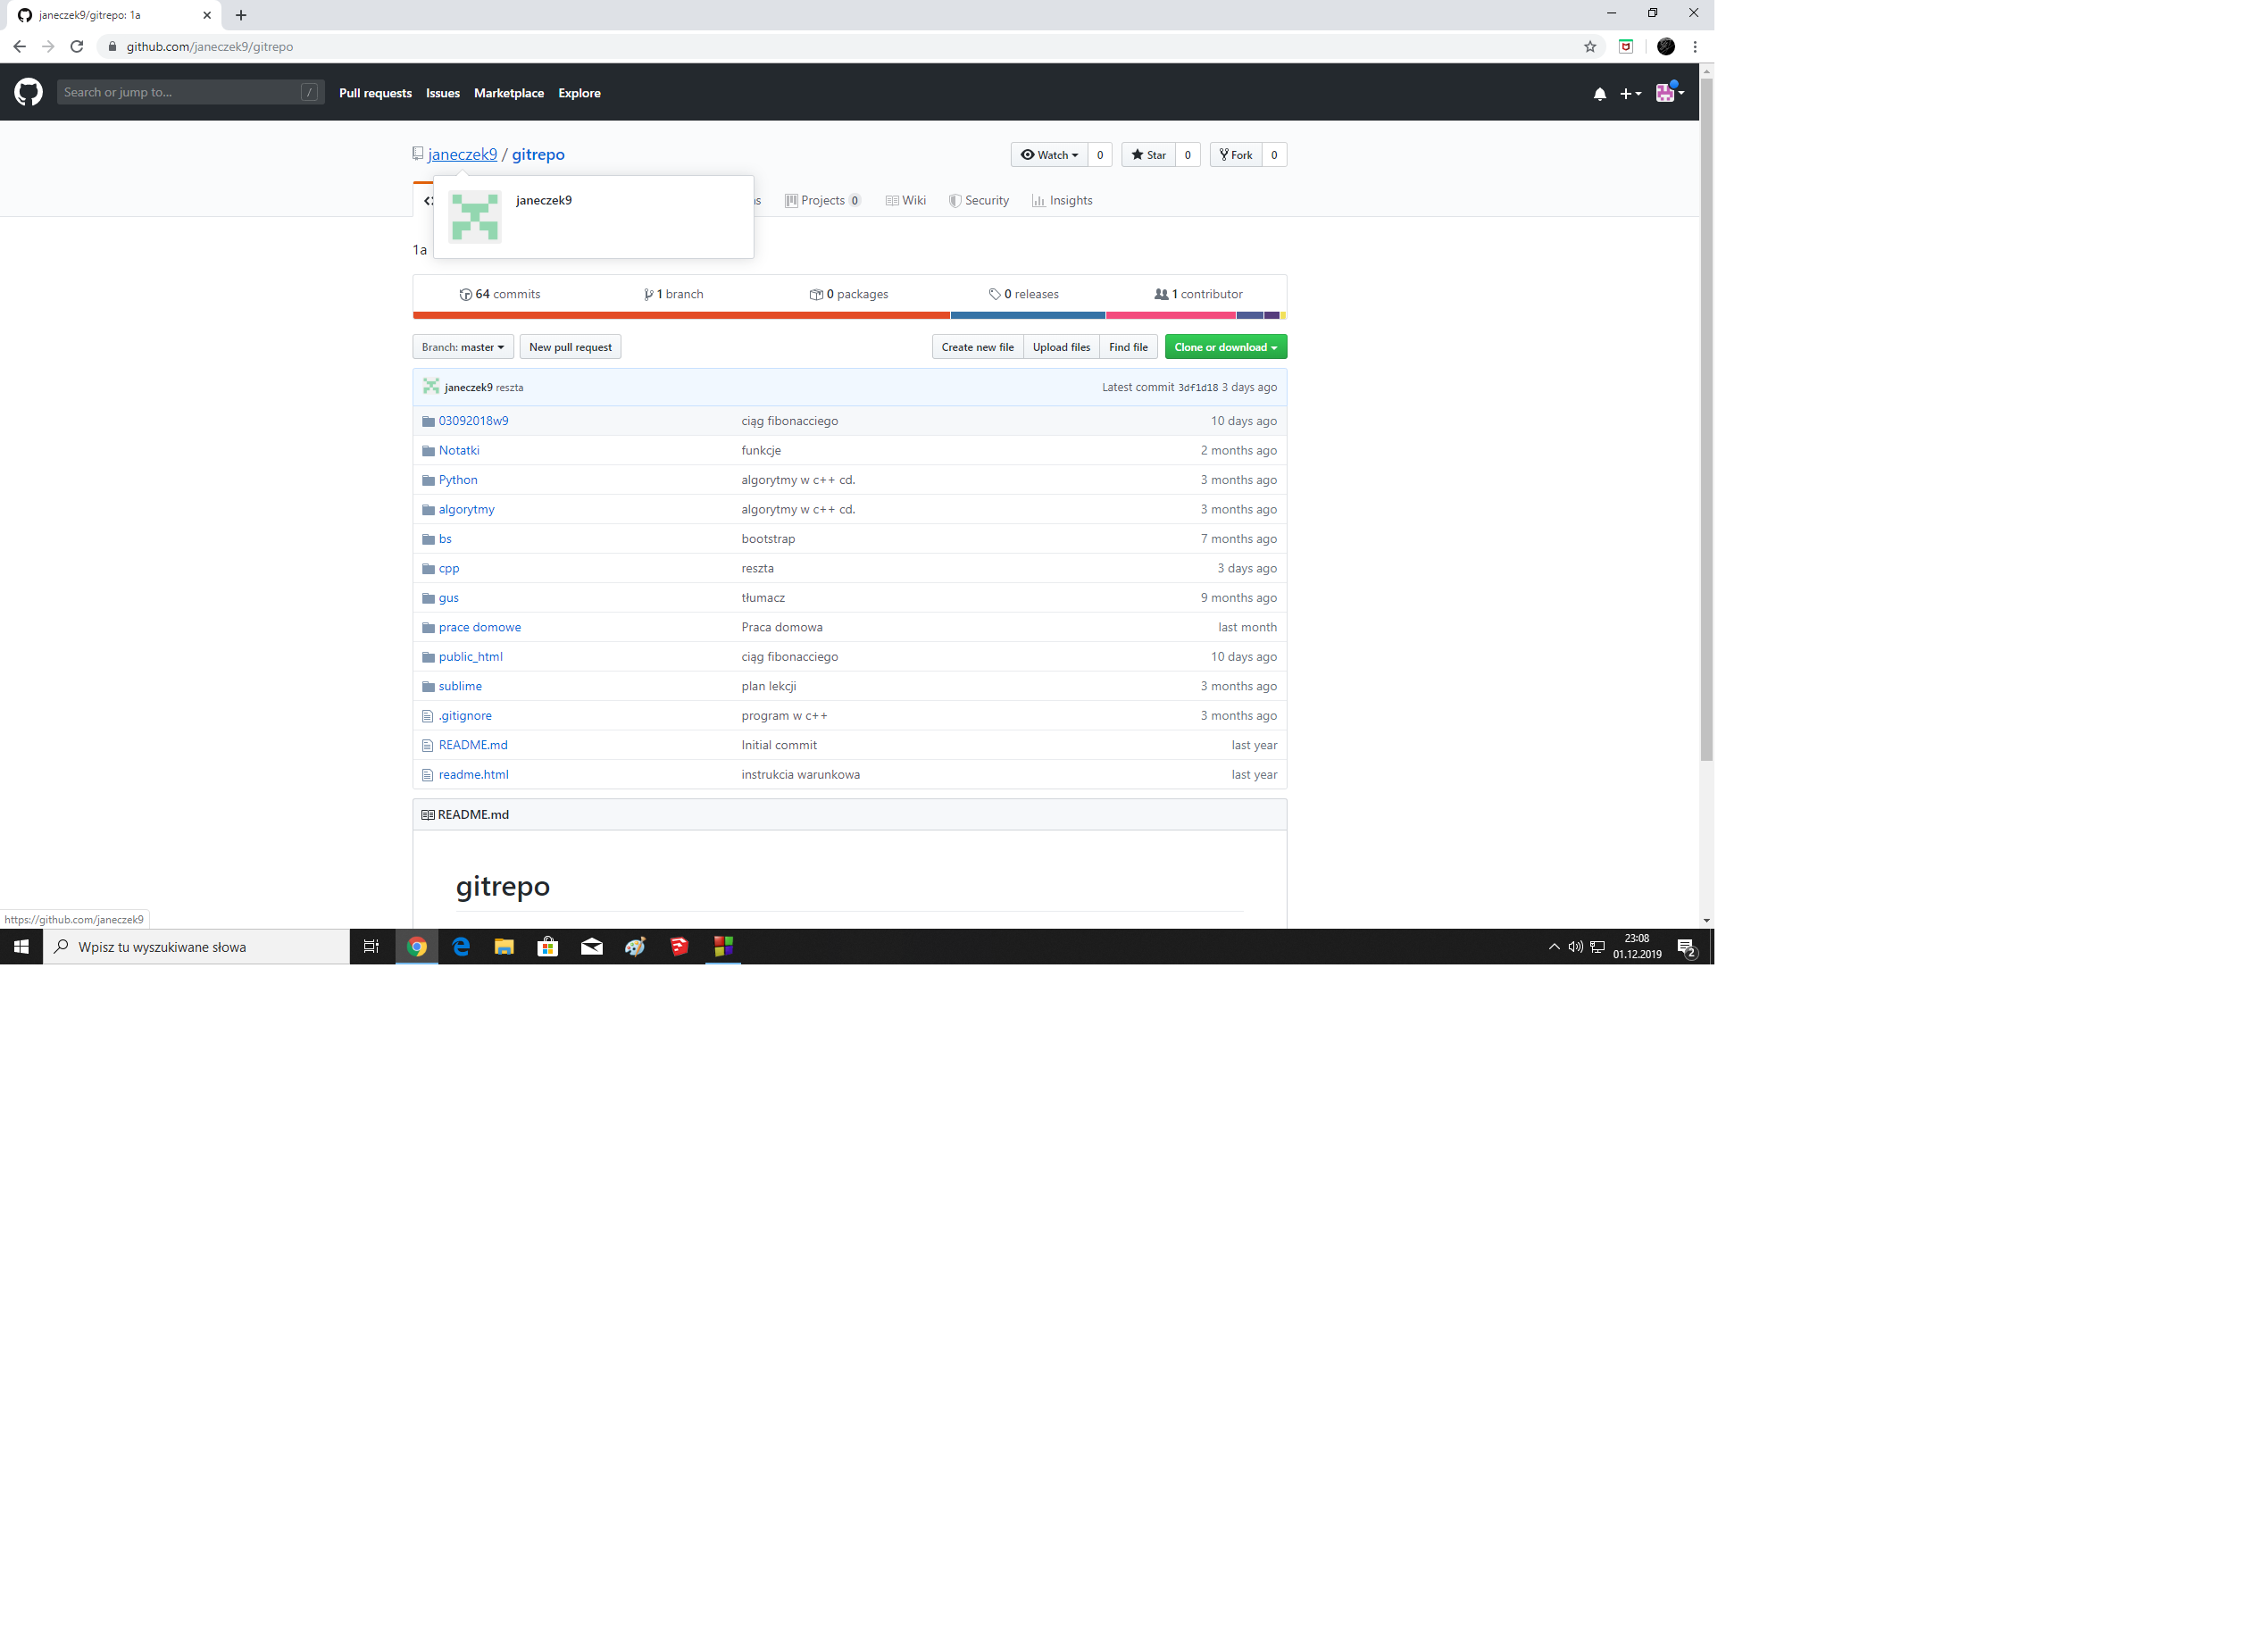 janeczek9/gitrepo: 1a
github.com/janeczek9/gitrepo
Search or jump to... /
Pull requests Issues Marketplace Explore
janeczek9 / gitrepo
Watch 0 Star 0 Fork 0
janeczek9
Projects 0 Wiki Security Insights
1a
64 commits 1 branch 0 packages 0 releases 1 contributor
Branch: master New pull request Create new file Upload files Find file Clone or download
janeczek9 reszta Latest commit 3df1d18 3 days ago
03092018w9 ciąg fibonacciego 10 days ago
Notatki funkcje 2 months ago
Python algorytmy w c++ cd. 3 months ago
algorytmy algorytmy w c++ cd. 3 months ago
bs bootstrap 7 months ago
cpp reszta 3 days ago
gus tłumacz 9 months ago
prace domowe Praca domowa last month
public_html ciąg fibonacciego 10 days ago
sublime plan lekcji 3 months ago
.gitignore program w c++ 3 months ago
README.md Initial commit last year
readme.html instrukcia warunkowa last year
README.md
gitrepo
https://github.com/janeczek9
Wpisz tu wyszukiwane słowa
23:08
01.12.2019
2